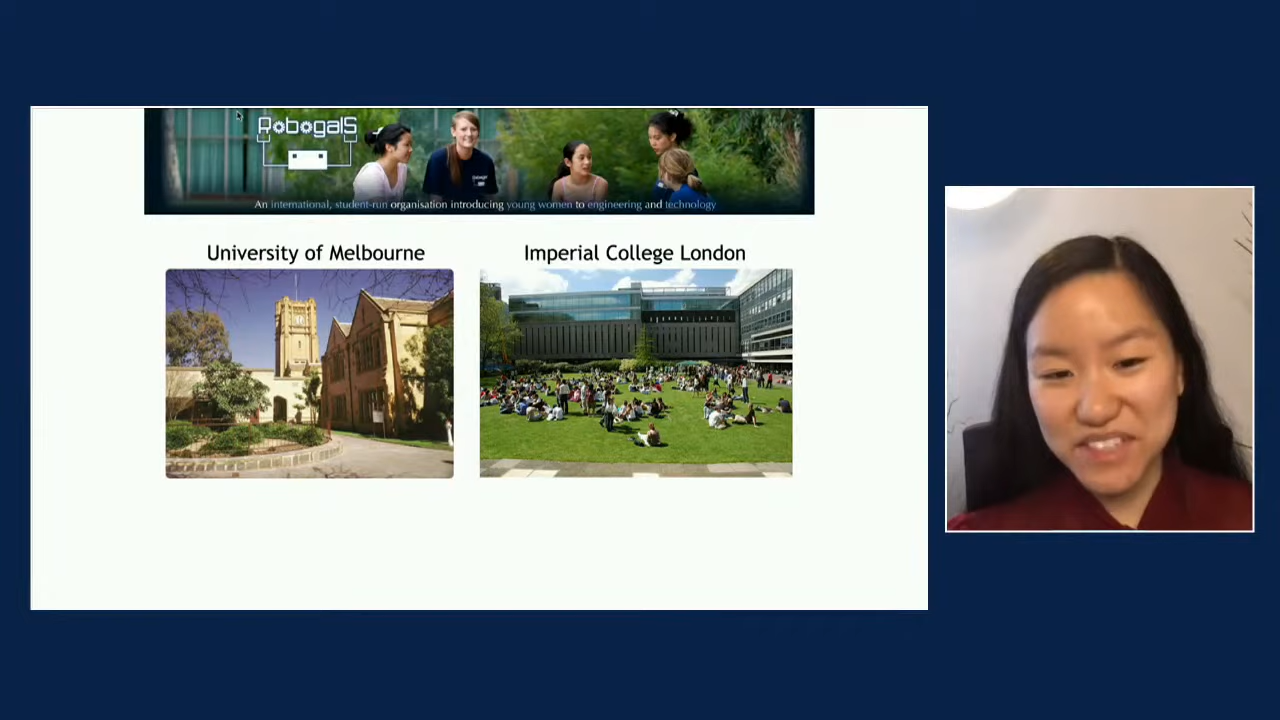 RobogalS
An international, student-run organisation introducing young women to engineering and technology
University of Melbourne
Imperial College London